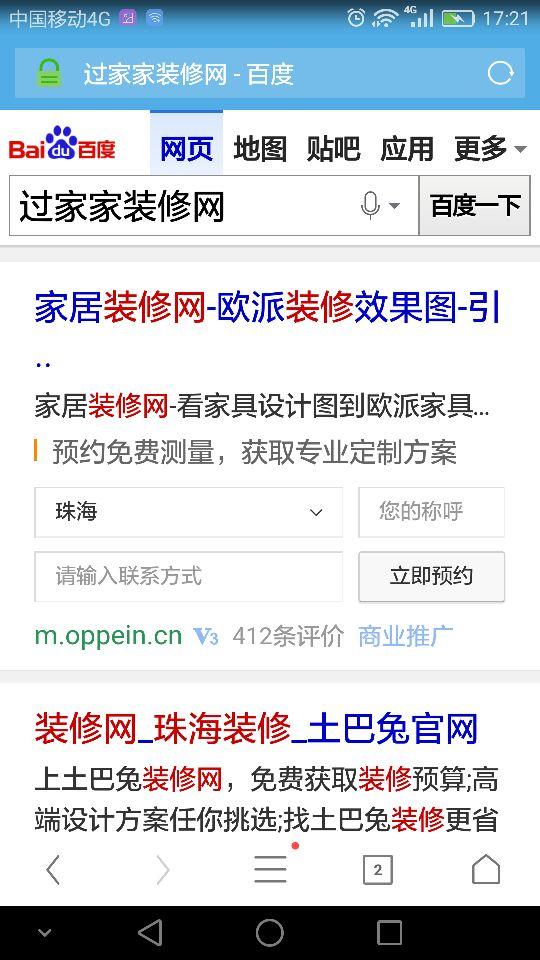 中国移动4G 4G 17:21
过家家装修网 - 百度
Bai du 百度 网页 地图 贴吧 应用 更多
过家家装修网 百度一下
家居装修网-欧派装修效果图-引
..
家居装修网-看家具设计图到欧派家具...
预约免费测量，获取专业定制方案
珠海 您的称呼
请输入联系方式 立即预约
m.oppein.cn V3 412条评价 商业推广
装修网_珠海装修_土巴兔官网
上土巴兔装修网，免费获取装修预算;高
端设计方案任你挑选;找土巴兔装修更省
2